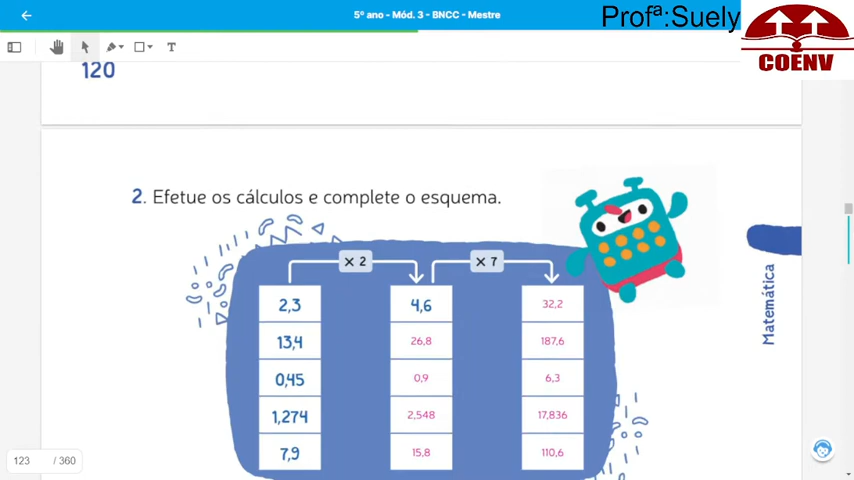 5º ano - Mód. 3 - BNCC - Mestre
Profª:Suely
COENV
T
120
2. Efetue os cálculos e complete o esquema.
× 2 × 7
2,3 4,6 32,2
13,4 26,8 187,6
0,45 0,9 6,3
1,274 2,548 17,836
7,9 15,8 110,6
Matemática
123 / 360